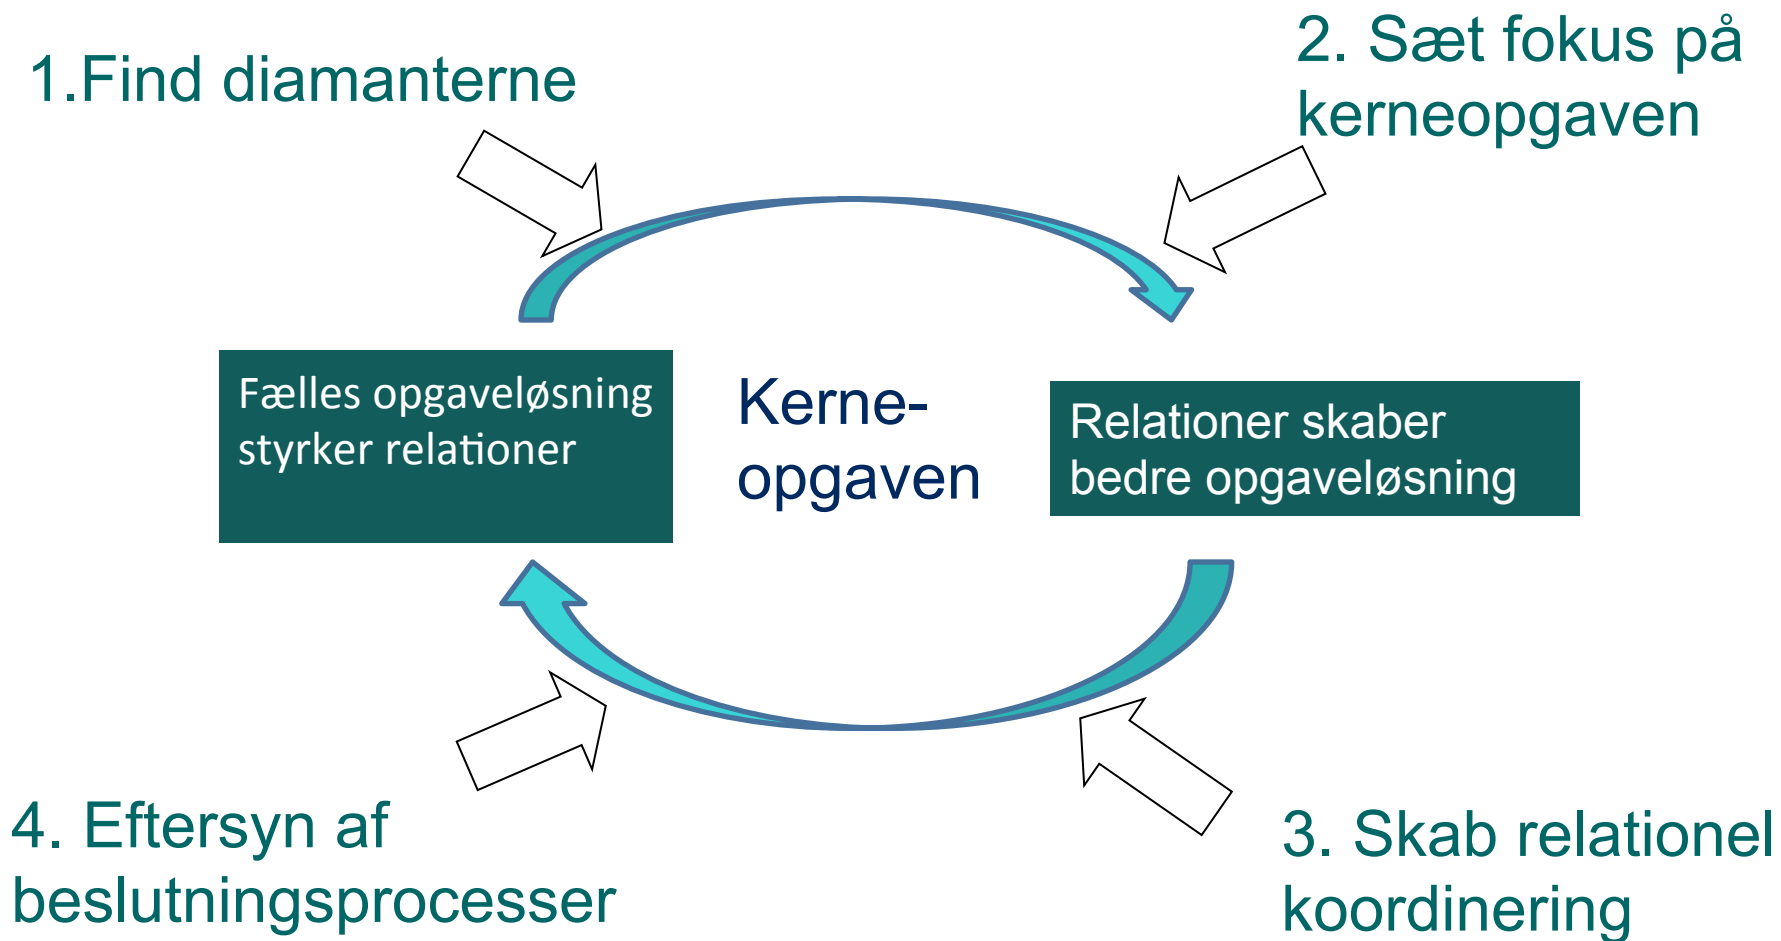 1.Find diamanterne
2. Sæt fokus på
kerneopgaven
Fælles opgaveløsning
styrker relationer
Kerne-
opgaven
Relationer skaber
bedre opgaveløsning
4. Eftersyn af
beslutningsprocesser
3. Skab relationel
koordinering